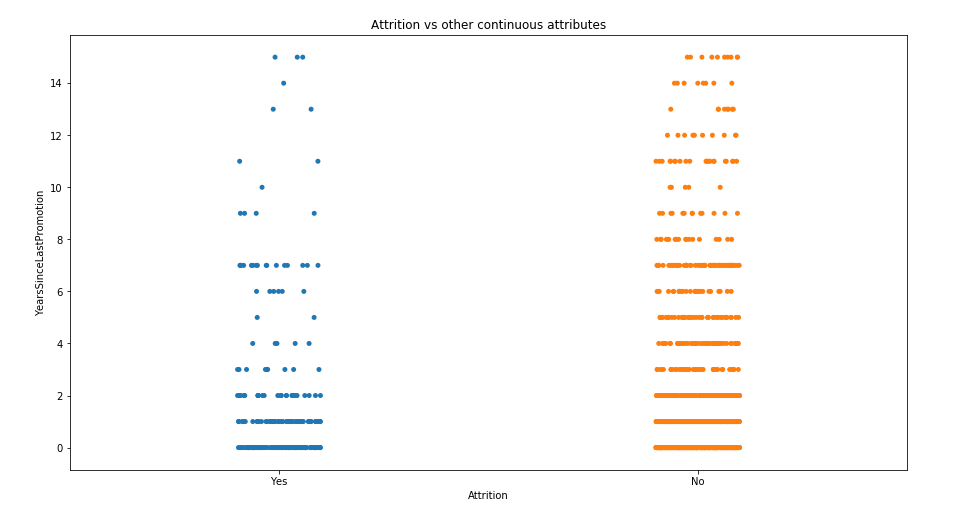 Attrition vs other continuous attributes
YearsSinceLastPromotion
14
12
10
8
6
4
2
0
Yes
No
Attrition